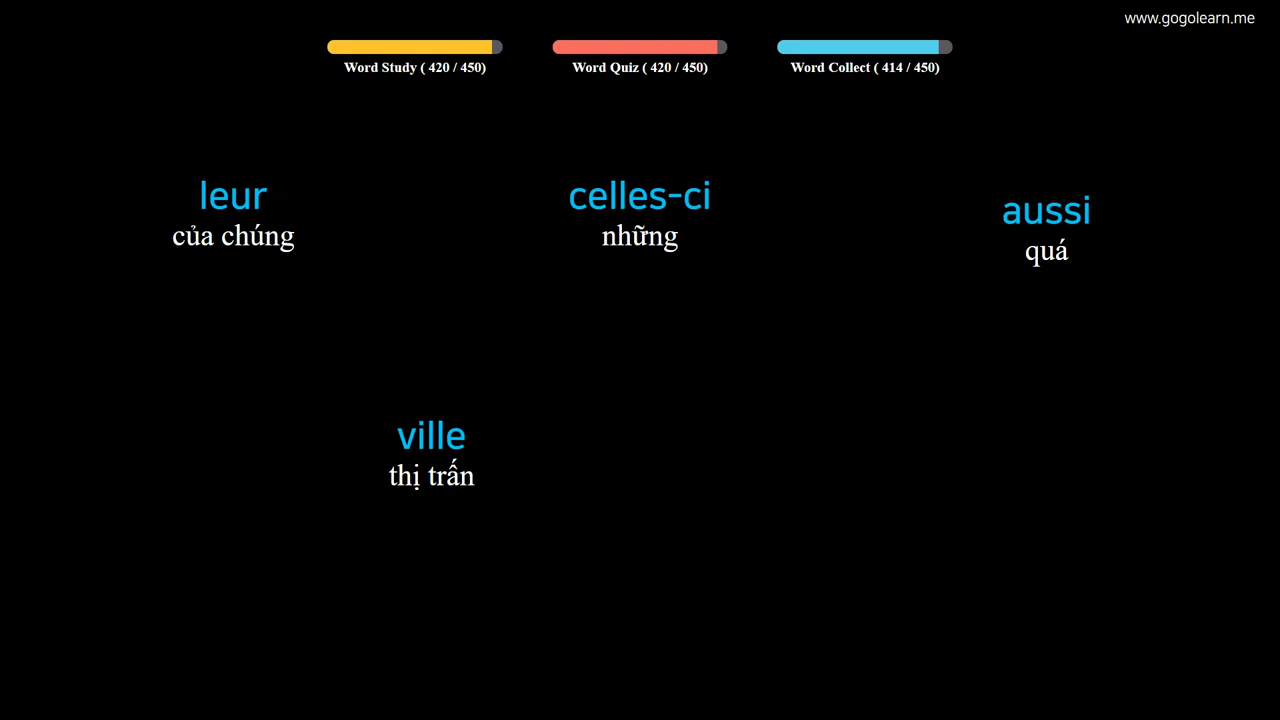 www.gogolearn.me
Word Study ( 420 / 450)
Word Quiz ( 420 / 450)
Word Collect ( 414 / 450)
leur
của chúng
celles-ci
những
aussi
quá
ville
thị trấn